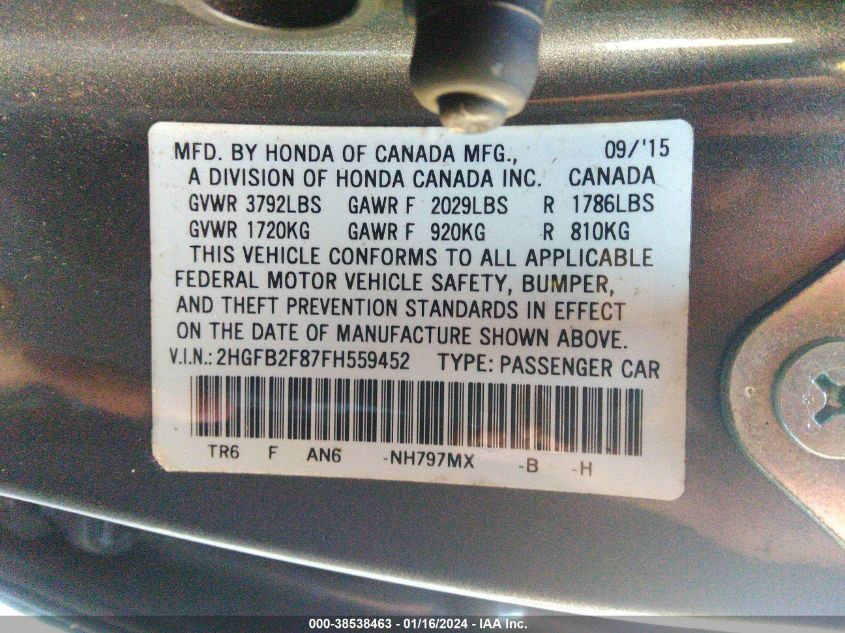 MFD. BY HONDA OF CANADA MFG., 09/'15
A DIVISION OF HONDA CANADA INC. CANADA
GVWR 3792LBS GAWR F 2029LBS R 1786LBS
GVWR 1720KG GAWR F 920KG R 810KG
THIS VEHICLE CONFORMS TO ALL APPLICABLE
FEDERAL MOTOR VEHICLE SAFETY, BUMPER,
AND THEFT PREVENTION STANDARDS IN EFFECT
ON THE DATE OF MANUFACTURE SHOWN ABOVE.
V.I.N.: 2HGFB2F87FH559452 TYPE: PASSENGER CAR
TR6 F AN6 -NH797MX -B -H
000-38538463 - 01/16/2024 - IAA Inc.